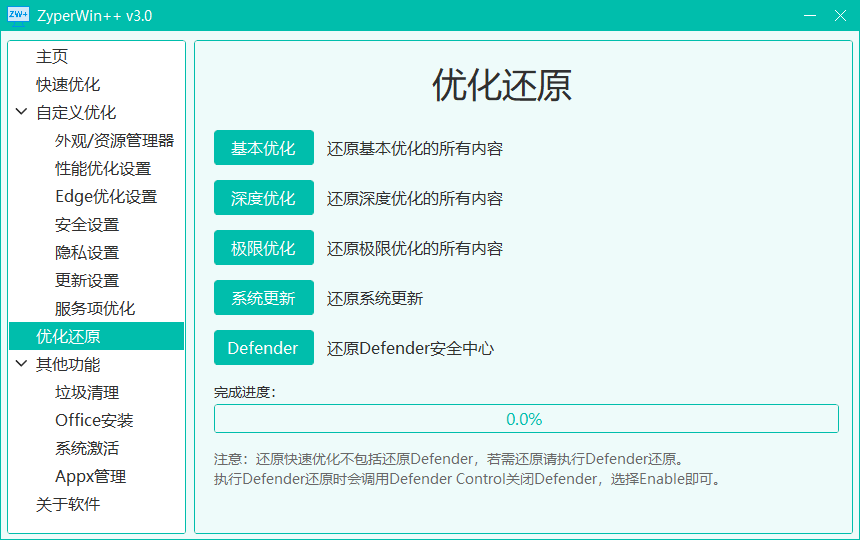 ZW+ ZyperWin++ v3.0
主页
快速优化
自定义优化
外观/资源管理器
性能优化设置
Edge优化设置
安全设置
隐私设置
更新设置
服务项优化
优化还原
其他功能
垃圾清理
Office安装
系统激活
Appx管理
关于软件
优化还原
基本优化 还原基本优化的所有内容
深度优化 还原深度优化的所有内容
极限优化 还原极限优化的所有内容
系统更新 还原系统更新
Defender 还原Defender安全中心
完成进度：
0.0%
注意：还原快速优化不包括还原Defender，若需还原请执行Defender还原。
执行Defender还原时会调用Defender Control关闭Defender，选择Enable即可。